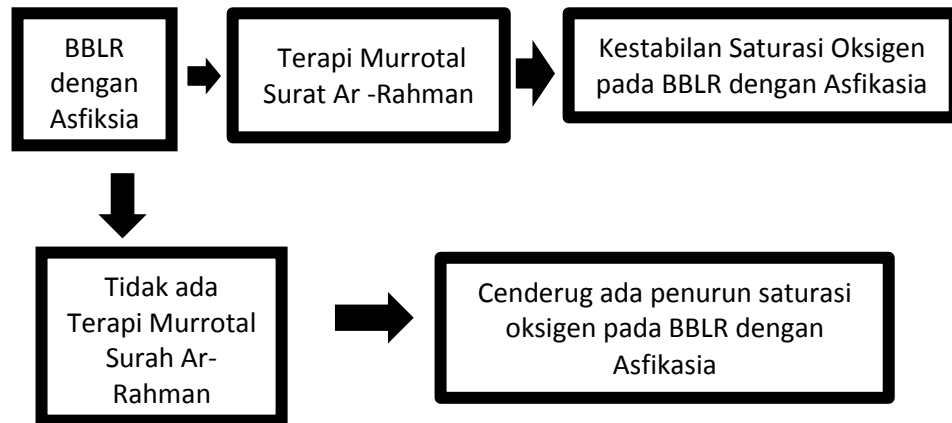 BBLR
dengan
Asfiksia
Terapi Murrotal
Surat Ar -Rahman
Kestabilan Saturasi Oksigen
pada BBLR dengan Asfikasia
Tidak ada
Terapi Murrotal
Surah Ar-
Rahman
Cenderug ada penurun saturasi
oksigen pada BBLR dengan
Asfikasia